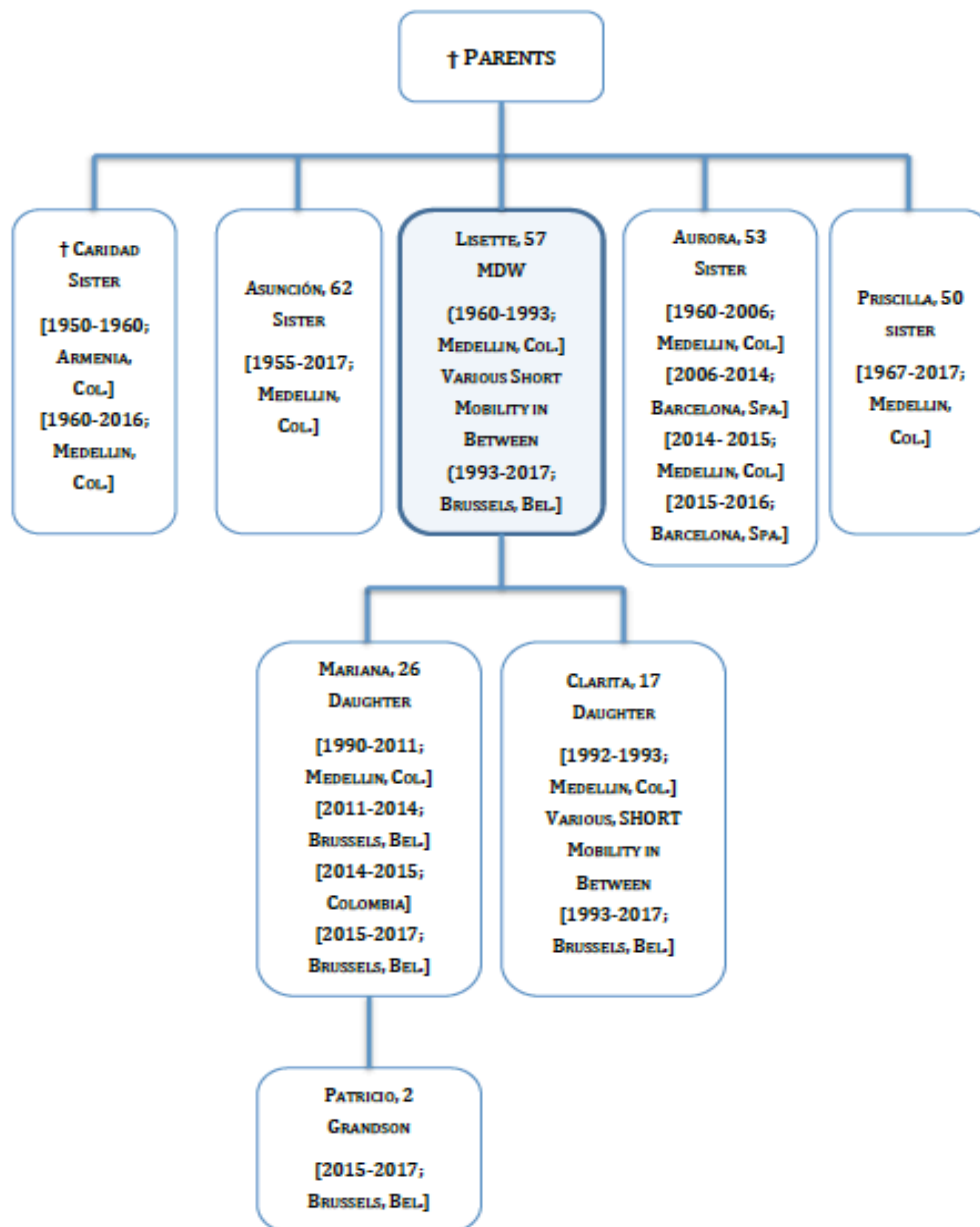 † PARENTS
† CARIDAD
SISTER
[1950-1960;
ARMENIA,
COL.]
[1960-2016;
MEDELLIN,
COL.]
ASUNCIÓN, 62
SISTER
[1955-2017;
MEDELLIN,
COL.]
LISETTE, 57
MDW
(1960-1993;
MEDELLIN, COL.]
VARIOUS SHORT
MOBILITY IN
BETWEEN
(1993-2017;
BRUSSELS, BEL.]
AURORA, 53
SISTER
[1960-2006;
MEDELLIN, COL.]
[2006-2014;
BARCELONA, SPA.]
[2014- 2015;
MEDELLIN, COL.]
[2015-2016;
BARCELONA, SPA.]
PRISCILLA, 50
SISTER
[1967-2017;
MEDELLIN,
COL.]
MARIANA, 26
DAUGHTER
[1990-2011;
MEDELLIN, COL.]
[2011-2014;
BRUSSELS, BEL.]
[2014-2015;
COLOMBIA]
[2015-2017;
BRUSSELS, BEL.]
CLARITA, 17
DAUGHTER
[1992-1993;
MEDELLIN, COL.]
VARIOUS, SHORT
MOBILITY IN
BETWEEN
[1993-2017;
BRUSSELS, BEL.]
PATRICIO, 2
GRANDSON
[2015-2017;
BRUSSELS, BEL.]